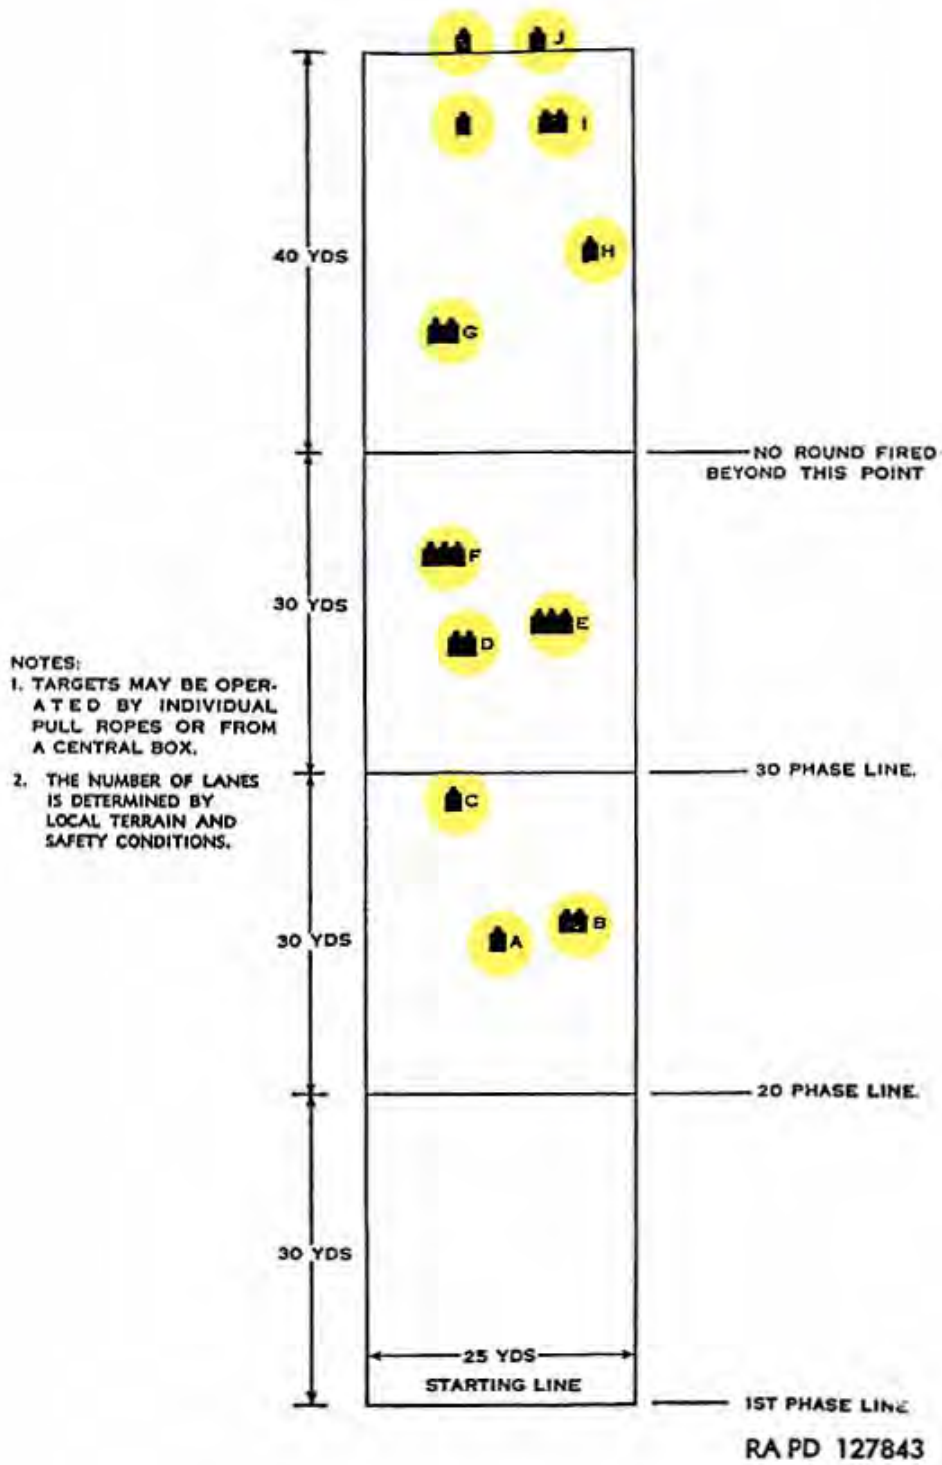 J
I
40 YDS
H
G
NO ROUND FIRED
BEYOND THIS POINT
F
30 YDS
E
D
NOTES:
1. TARGETS MAY BE OPER-
ATED BY INDIVIDUAL
PULL ROPES OR FROM
A CENTRAL BOX.
2. THE NUMBER OF LANES
IS DETERMINED BY
LOCAL TERRAIN AND
SAFETY CONDITIONS.
30 PHASE LINE.
C
B
30 YDS
A
20 PHASE LINE.
30 YDS
25 YDS
STARTING LINE
1ST PHASE LINE
RA PD 127843